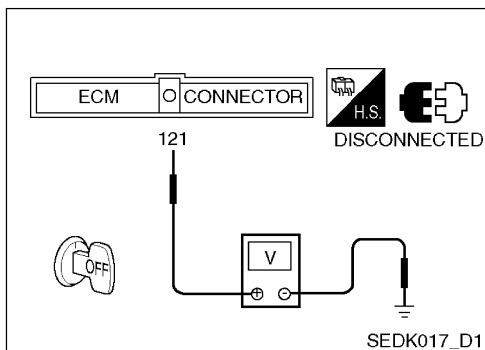 ECM CONNECTOR
H.S.
DISCONNECTED
121
OFF
V
⊕ ⊖
SEDK017_D1